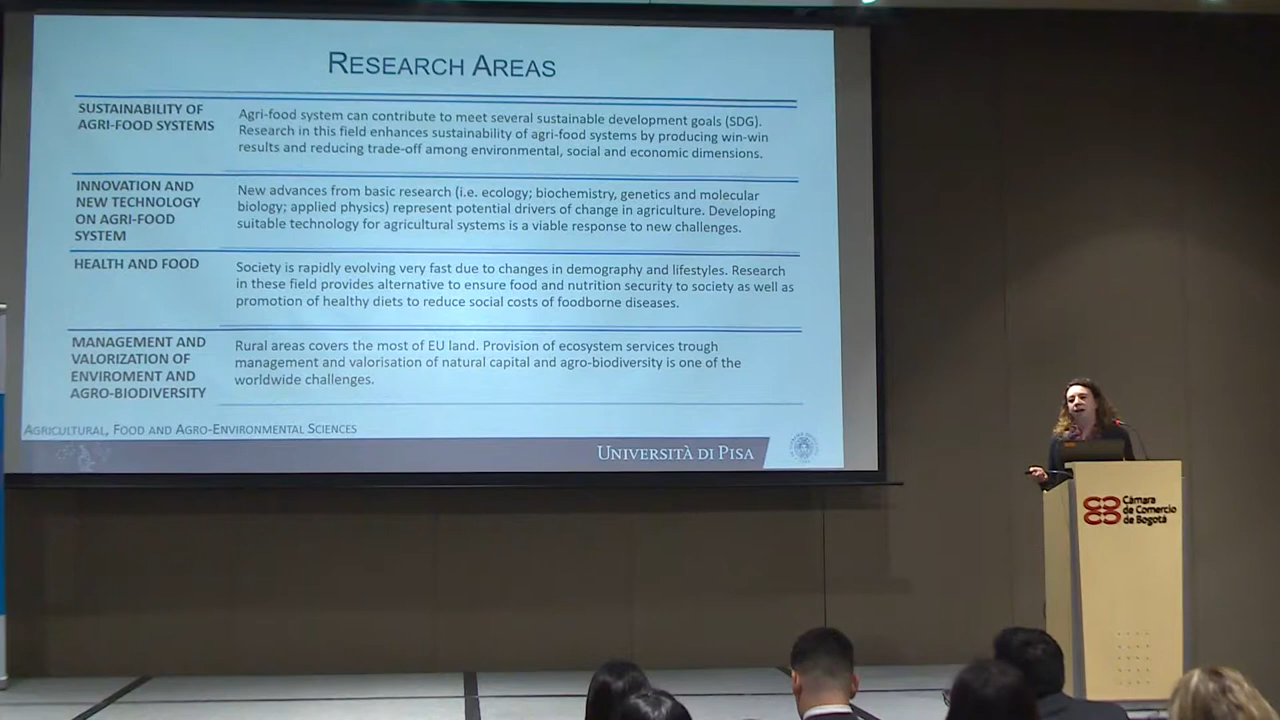 RESEARCH AREAS
SUSTAINABILITY OF
AGRI-FOOD SYSTEMS
Agri-food system can contribute to meet several sustainable development goals (SDG).
Research in this field enhances sustainability of agri-food systems by producing win-win
results and reducing trade-off among environmental, social and economic dimensions.
INNOVATION AND
NEW TECHNOLOGY
ON AGRI-FOOD
SYSTEM
New advances from basic research (i.e. ecology; biochemistry, genetics and molecular
biology; applied physics) represent potential drivers of change in agriculture. Developing
suitable technology for agricultural systems is a viable response to new challenges.
HEALTH AND FOOD
Society is rapidly evolving very fast due to changes in demography and lifestyles. Research
in these field provides alternative to ensure food and nutrition security to society as well as
promotion of healthy diets to reduce social costs of foodborne diseases.
MANAGEMENT AND
VALORIZATION OF
ENVIROMENT AND
AGRO-BIODIVERSITY
Rural areas covers the most of EU land. Provision of ecosystem services trough
management and valorisation of natural capital and agro-biodiversity is one of the
worldwide challenges.
AGRICULTURAL, FOOD AND AGRO-ENVIRONMENTAL SCIENCES
UNIVERSITÀ DI PISA
Cámara
de Comercio
de Bogotá